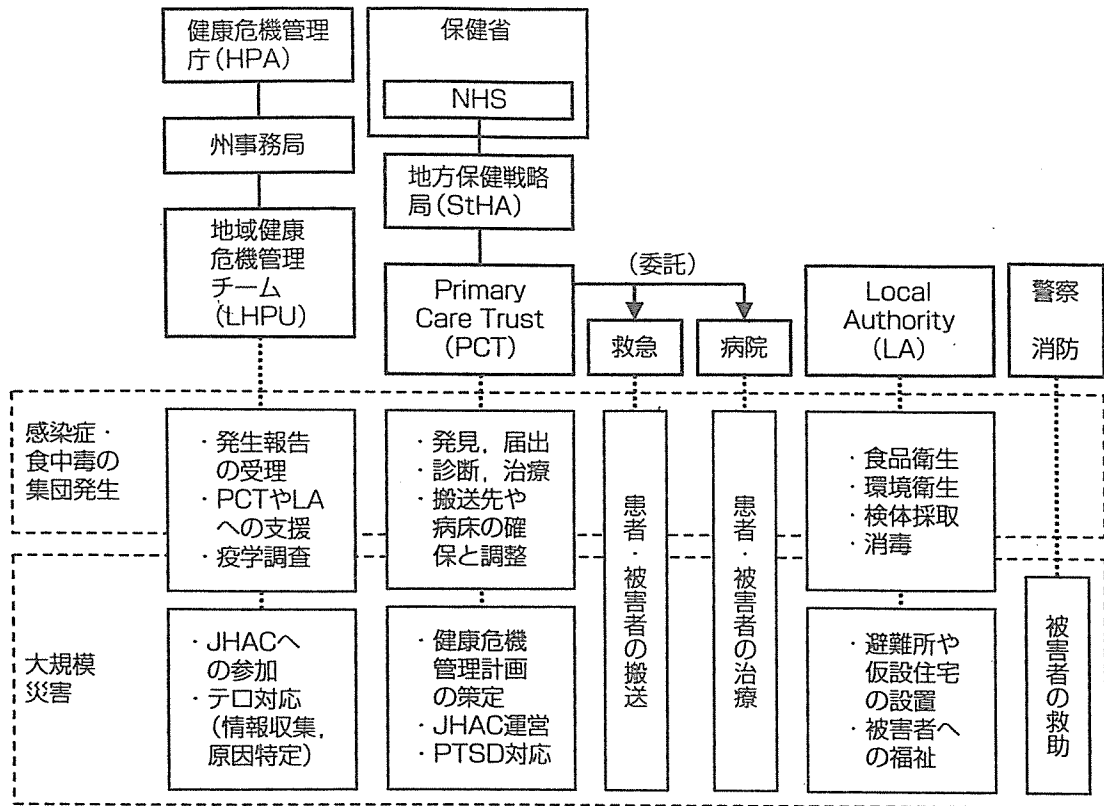 健康危機管理
庁(HPA)
保健省
NHS
州事務局
地方保健戦略
局(StHA)
地域健康
危機管理
チーム
(LHPU)
Primary
Care Trust
(PCT)
(委託)
救急
病院
Local
Authority
(LA)
警察
消防
感染症・
食中毒の
集団発生
・発生報告
の受理
・PCTやLA
への支援
・疫学調査
・発見，届出
・診断，治療
・搬送先や
病床の確
保と調整
患者・被害者の搬送
患者・被害者の治療
・食品衛生
・環境衛生
・検体採取
・消毒
大規模
災害
・JHACへ
の参加
・テロ対応
(情報収集，
原因特定)
・健康危機
管理計画
の策定
・JHAC運営
・PTSD対応
・避難所や
仮設住宅
の設置
・被害者へ
の福祉
被害者の救助